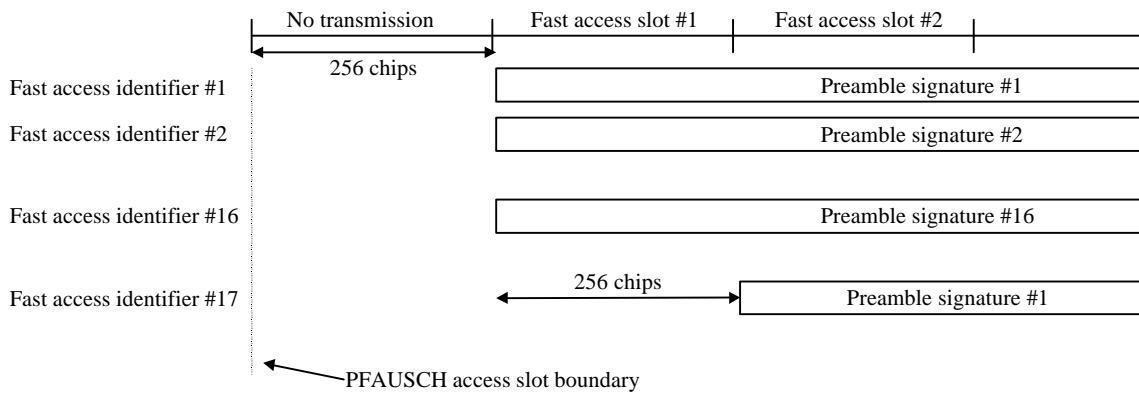 No transmission
Fast access slot #1
Fast access slot #2
256 chips
Fast access identifier #1
Preamble signature #1
Fast access identifier #2
Preamble signature #2
Fast access identifier #16
Preamble signature #16
256 chips
Fast access identifier #17
Preamble signature #1
PFAUSCH access slot boundary